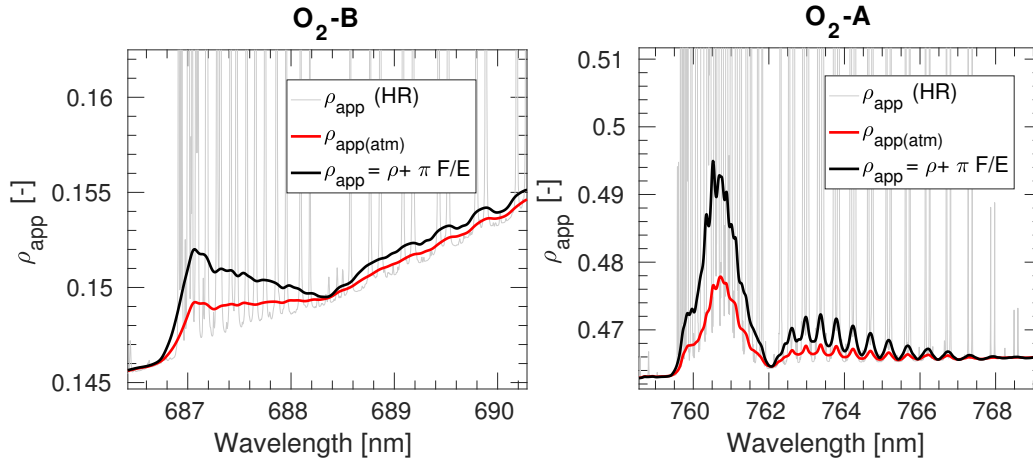 O₂-B
0.16
0.155
0.15
0.145
ρapp [-]
ρapp (HR)
ρapp(atm)
ρapp = ρ+ π F/E
687 688 689 690
Wavelength [nm]
O₂-A
0.51
0.5
0.49
0.48
0.47
ρapp [-]
ρapp (HR)
ρapp(atm)
ρapp = ρ+ π F/E
760 762 764 766 768
Wavelength [nm]